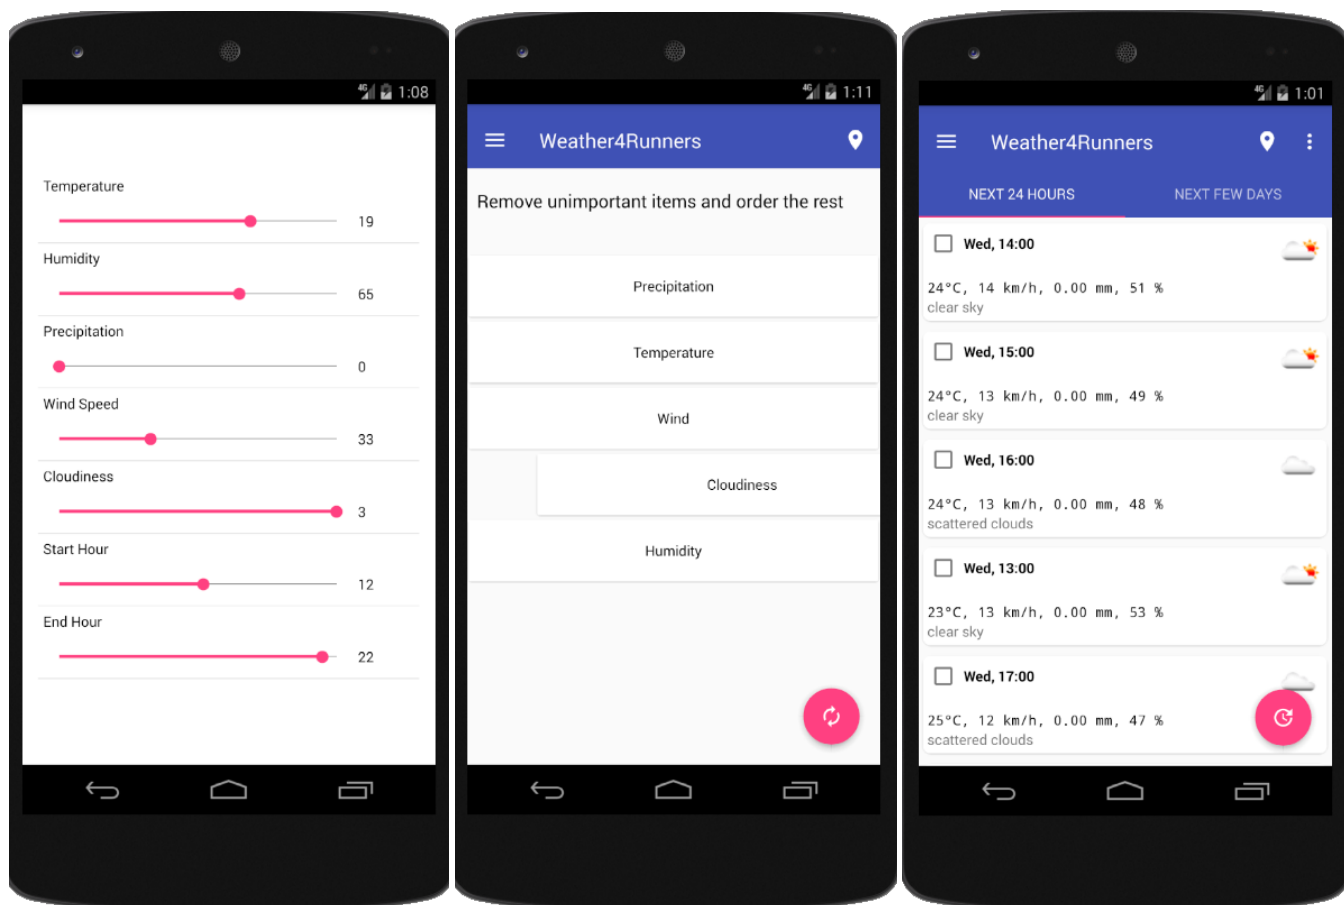 4G 1:08
Temperature
19
Humidity
65
Precipitation
0
Wind Speed
33
Cloudiness
3
Start Hour
12
End Hour
22
4G 1:11
Weather4Runners
Remove unimportant items and order the rest
Precipitation
Temperature
Wind
Cloudiness
Humidity
4G 1:01
Weather4Runners
NEXT 24 HOURS NEXT FEW DAYS
Wed, 14:00
24°C, 14 km/h, 0.00 mm, 51 %
clear sky
Wed, 15:00
24°C, 13 km/h, 0.00 mm, 49 %
clear sky
Wed, 16:00
24°C, 13 km/h, 0.00 mm, 48 %
scattered clouds
Wed, 13:00
23°C, 13 km/h, 0.00 mm, 53 %
clear sky
Wed, 17:00
25°C, 12 km/h, 0.00 mm, 47 %
scattered clouds